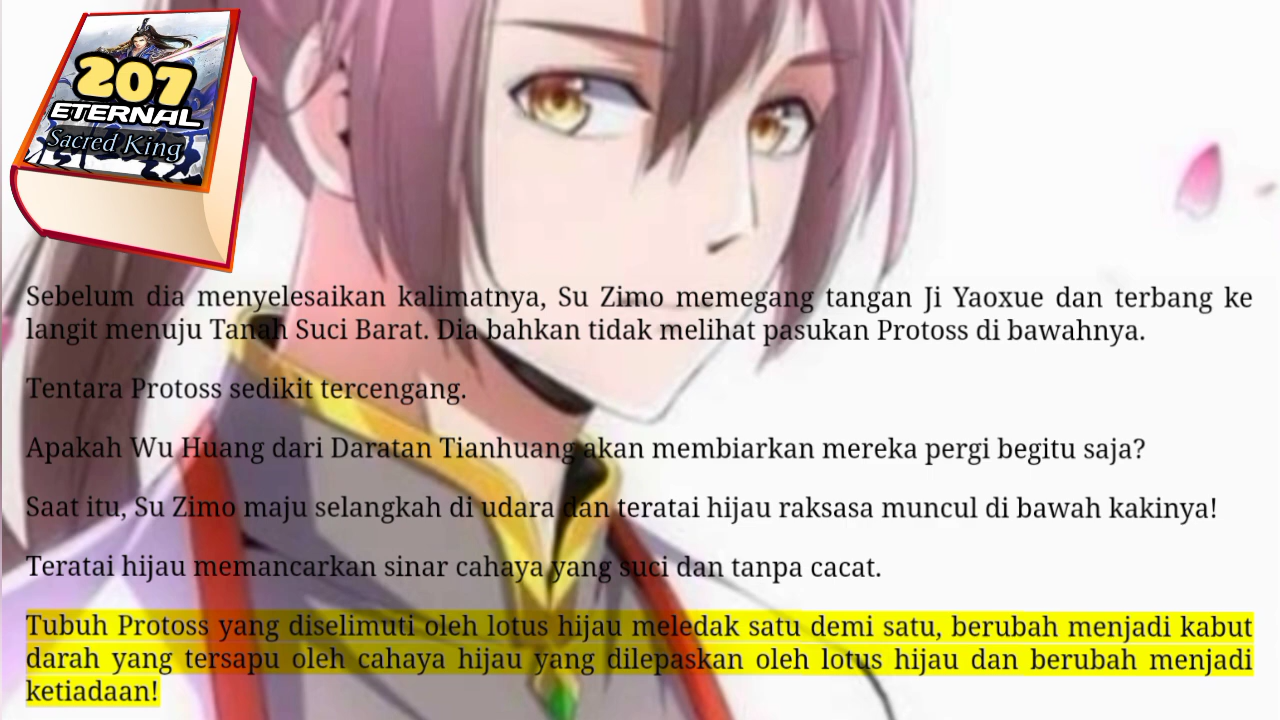 207
ETERNAL
Sacred King
Sebelum dia menyelesaikan kalimatnya, Su Zimo memegang tangan Ji Yaoxue dan terbang ke
langit menuju Tanah Suci Barat. Dia bahkan tidak melihat pasukan Protoss di bawahnya.
Tentara Protoss sedikit tercengang.
Apakah Wu Huang dari Daratan Tianhuang akan membiarkan mereka pergi begitu saja?
Saat itu, Su Zimo maju selangkah di udara dan teratai hijau raksasa muncul di bawah kakinya!
Teratai hijau memancarkan sinar cahaya yang suci dan tanpa cacat.
Tubuh Protoss yang diselimuti oleh lotus hijau meledak satu demi satu, berubah menjadi kabut
darah yang tersapu oleh cahaya hijau yang dilepaskan oleh lotus hijau dan berubah menjadi
ketiadaan!